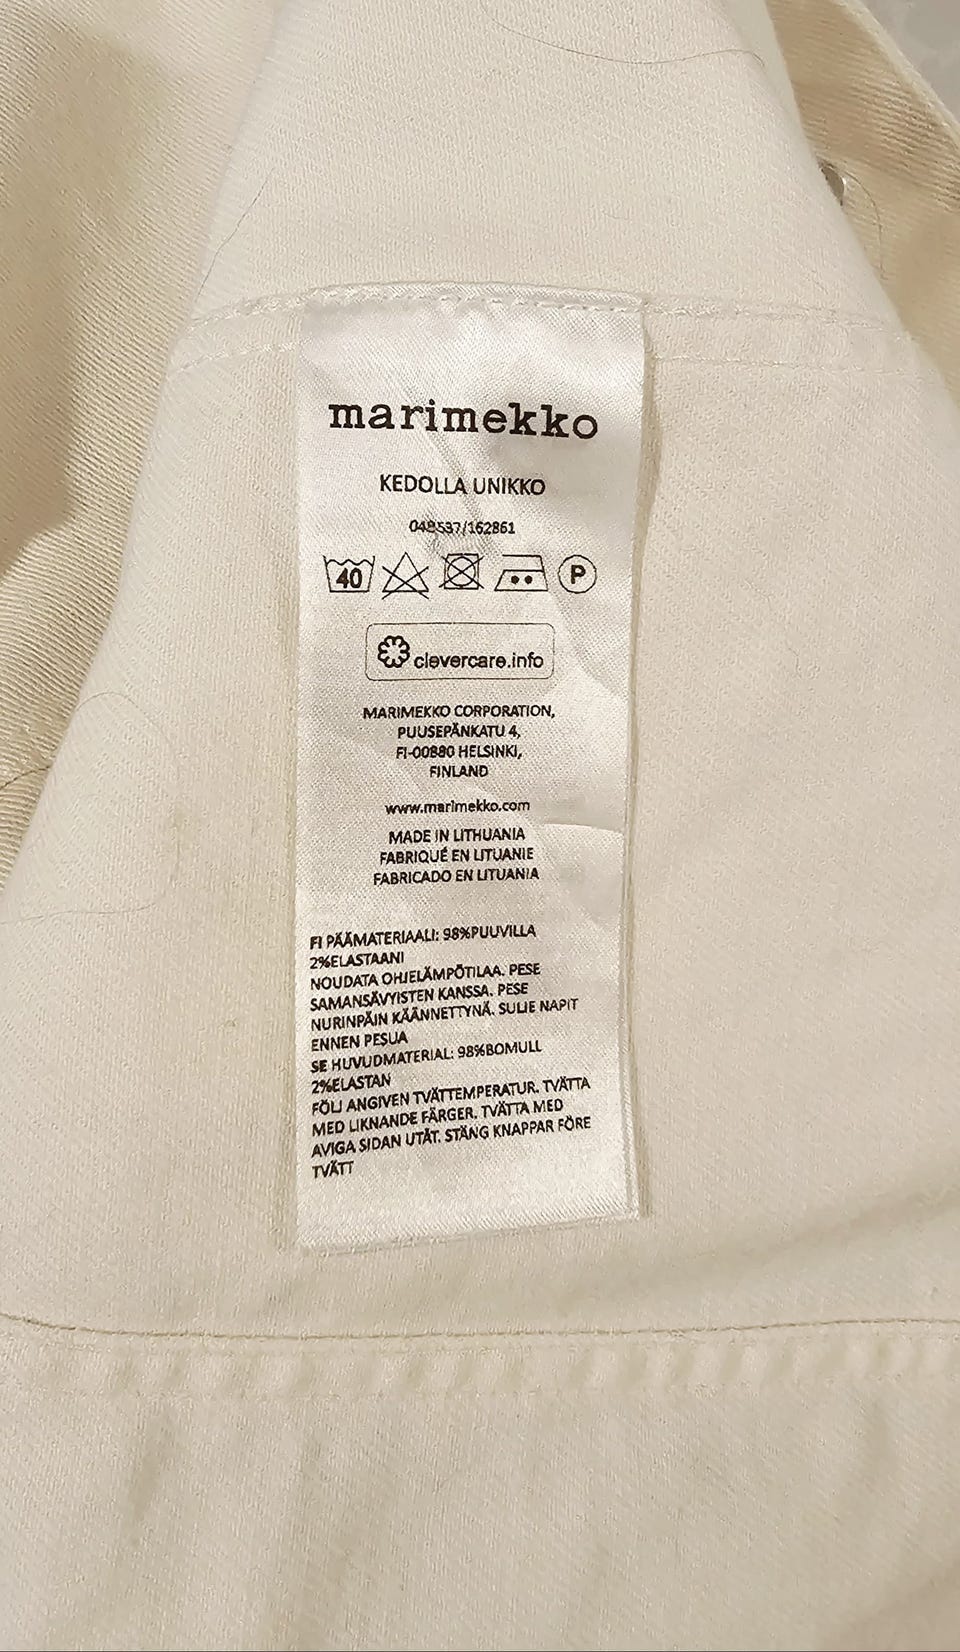 marimekko
KEDOLLA UNIKKO
048537/162861
40 P
clevercare.info
MARIMEKKO CORPORATION,
PUUSEPÄNKATU 4,
FI-00880 HELSINKI,
FINLAND
www.marimekko.com
MADE IN LITHUANIA
FABRIQUÉ EN LITUANIE
FABRICADO EN LITUANIA
FI PÄÄMATERIAALI: 98%PUUVILLA
2%ELASTAANI
NOUDATA OHJELÄMPÖTILAA. PESE
SAMANSÄVYISTEN KANSSA. PESE
NURINPÄIN KÄÄNNETTYNÄ. SULJE NAPIT
ENNEN PESUA
SE HUVUDMATERIAL: 98%BOMULL
2%ELASTAN
FÖLJ ANGIVEN TVÄTTEMPERATUR. TVÄTTA
MED LIKNANDE FÄRGER. TVÄTTA MED
AVIGA SIDAN UTÅT. STÄNG KNAPPAR FÖRE
TVÄTT